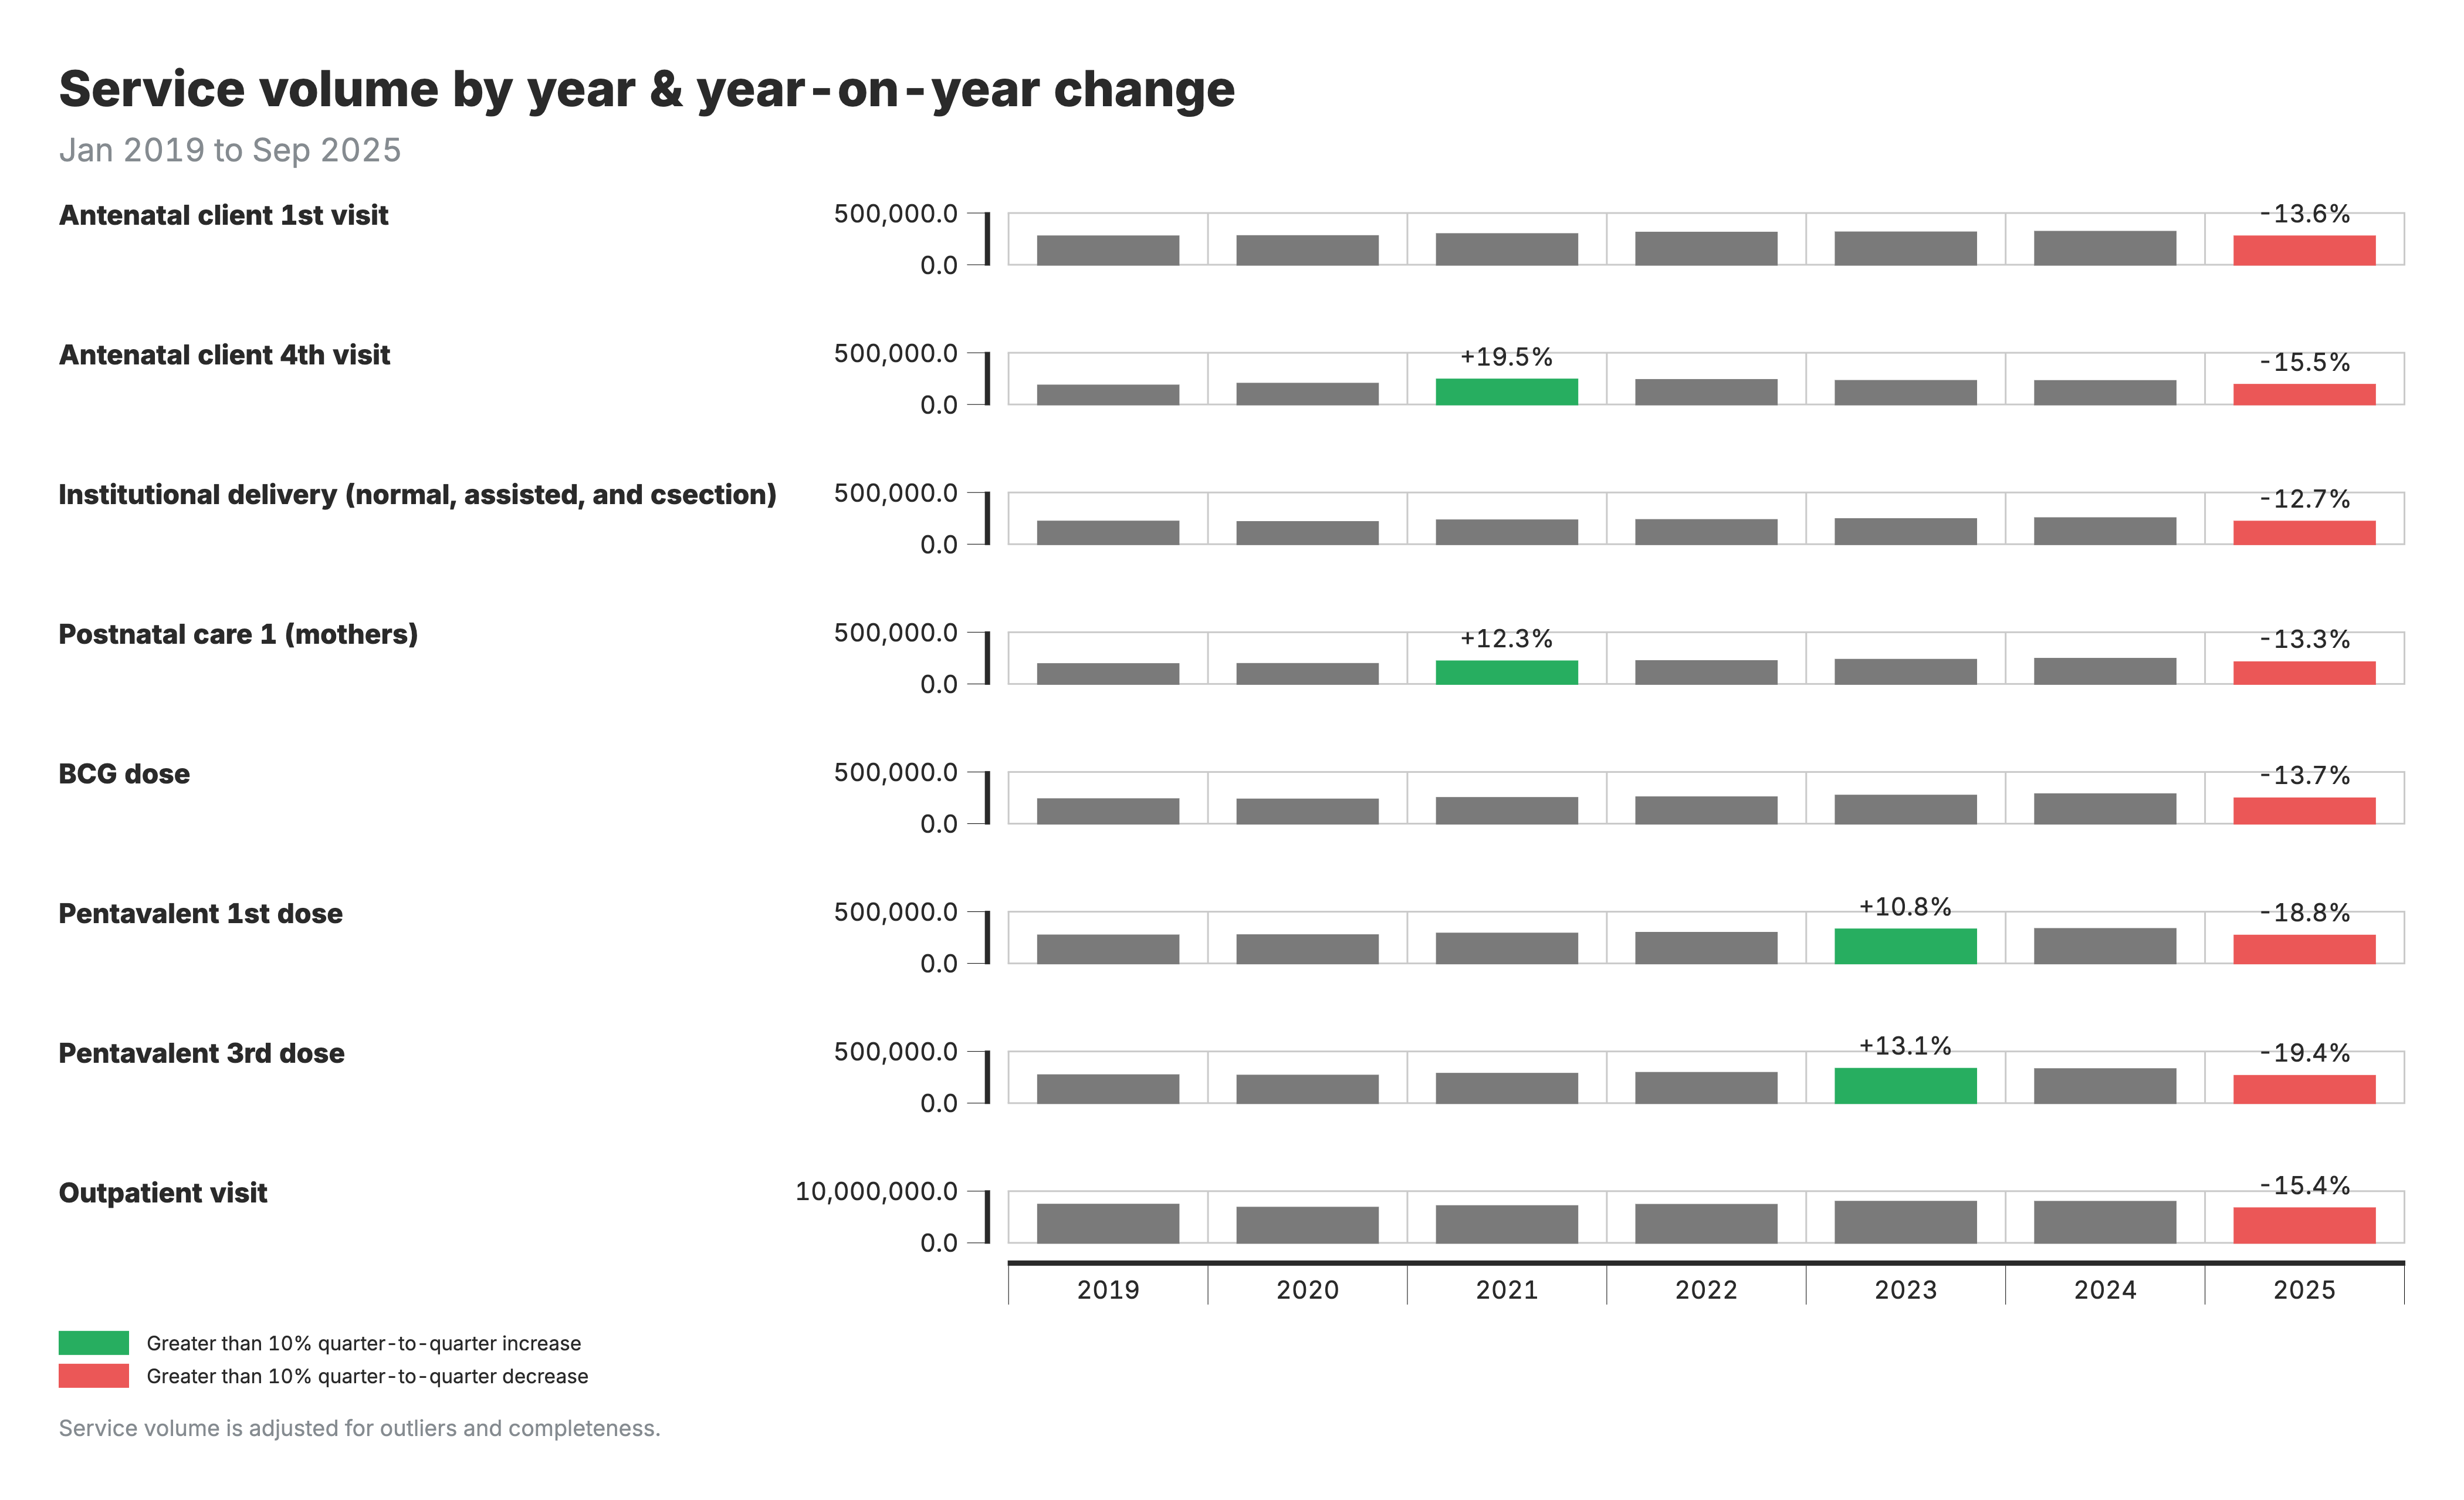 Service volume by year & year-on-year change
Jan 2019 to Sep 2025
Antenatal client 1st visit
500,000.0
0.0
-13.6%
Antenatal client 4th visit
500,000.0
0.0
+19.5%
-15.5%
Institutional delivery (normal, assisted, and csection)
500,000.0
0.0
-12.7%
Postnatal care 1 (mothers)
500,000.0
0.0
+12.3%
-13.3%
BCG dose
500,000.0
0.0
-13.7%
Pentavalent 1st dose
500,000.0
0.0
+10.8%
-18.8%
Pentavalent 3rd dose
500,000.0
0.0
+13.1%
-19.4%
Outpatient visit
10,000,000.0
0.0
-15.4%
2019 2020 2021 2022 2023 2024 2025
Greater than 10% quarter-to-quarter increase
Greater than 10% quarter-to-quarter decrease
Service volume is adjusted for outliers and completeness.